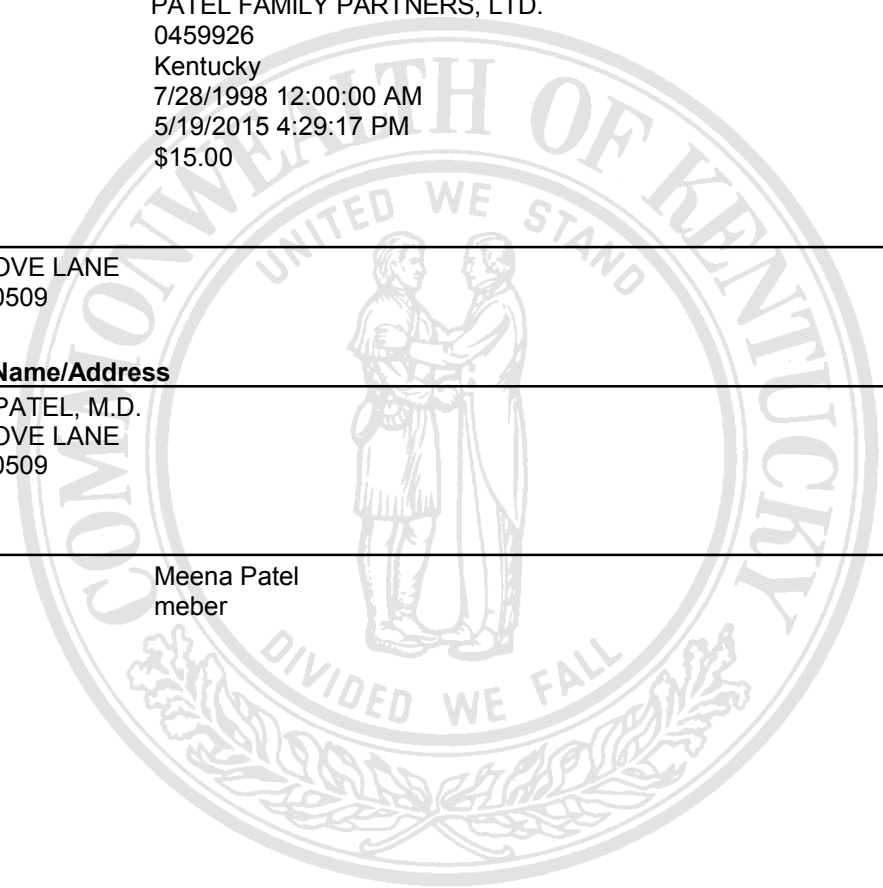 PATEL FAMILY PARTNERS, LTD.
0459926
Kentucky
7/28/1998 12:00:00 AM
5/19/2015 4:29:17 PM
$15.00
OVE LANE
0509
Name/Address
PATEL, M.D.
OVE LANE
0509
Meena Patel
meber
COMMONWEALTH OF KENTUCKY
UNITED WE STAND
DIVIDED WE FALL